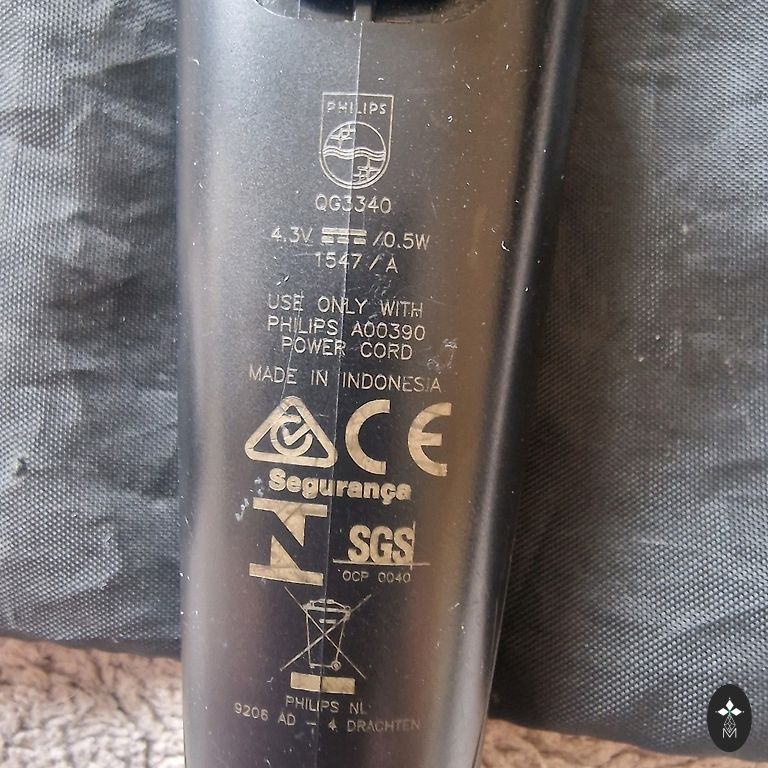 PHILIPS
QG3340
4.3V ⎓ /0.5W
1547 / A
USE ONLY WITH
PHILIPS A00390
POWER CORD
MADE IN INDONESIA
CE
Segurança
SGS
OCP 0040
PHILIPS NL
9206 AD - 4 DRACHTEN
M